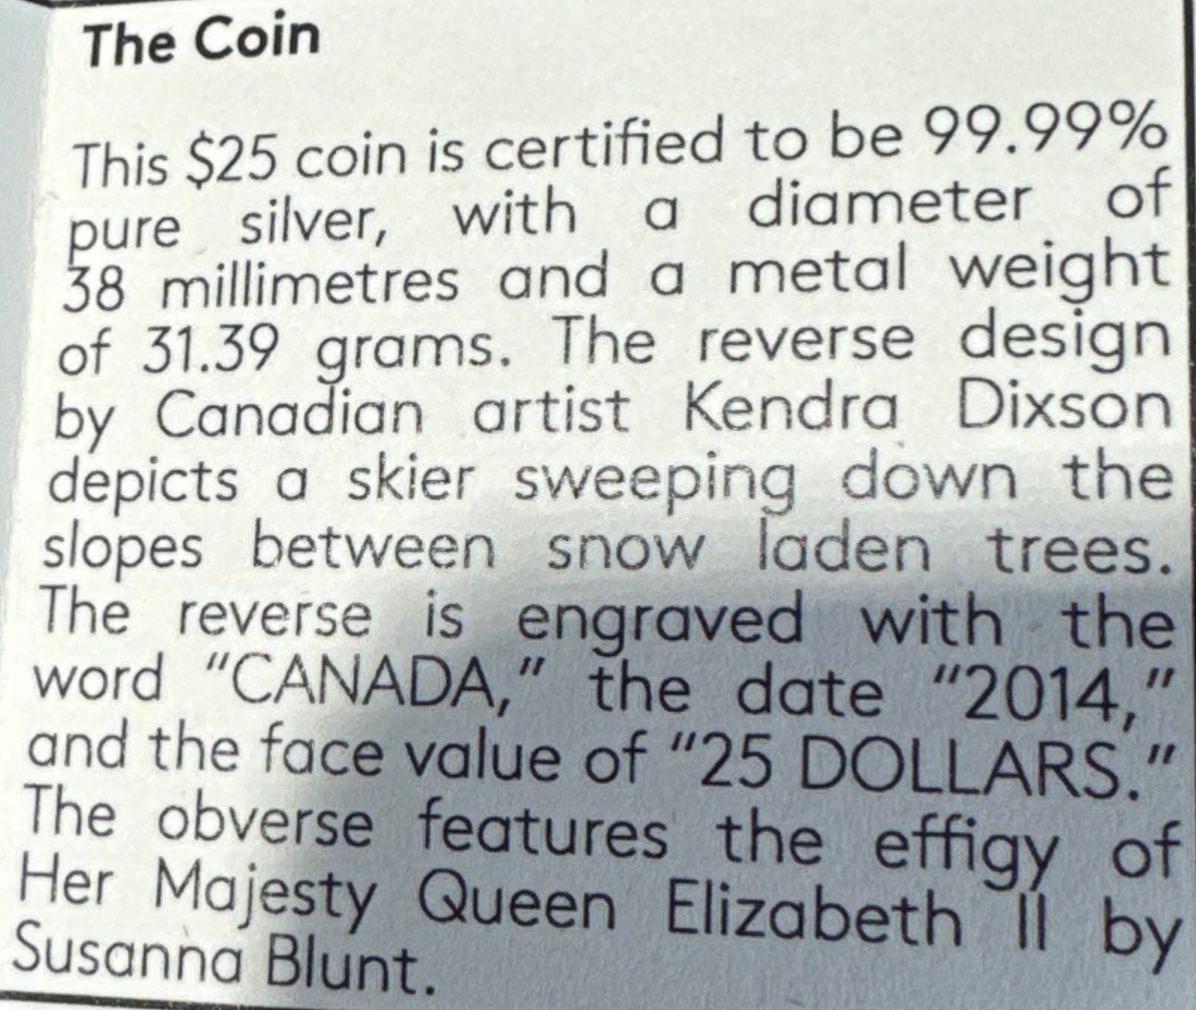 The Coin
This $25 coin is certified to be 99.99%
pure silver, with a diameter of
38 millimetres and a metal weight
of 31.39 grams. The reverse design
by Canadian artist Kendra Dixson
depicts a skier sweeping down the
slopes between snow laden trees.
The reverse is engraved with the
word “CANADA,” the date “2014,”
and the face value of “25 DOLLARS.”
The obverse features the effigy of
Her Majesty Queen Elizabeth II by
Susanna Blunt.